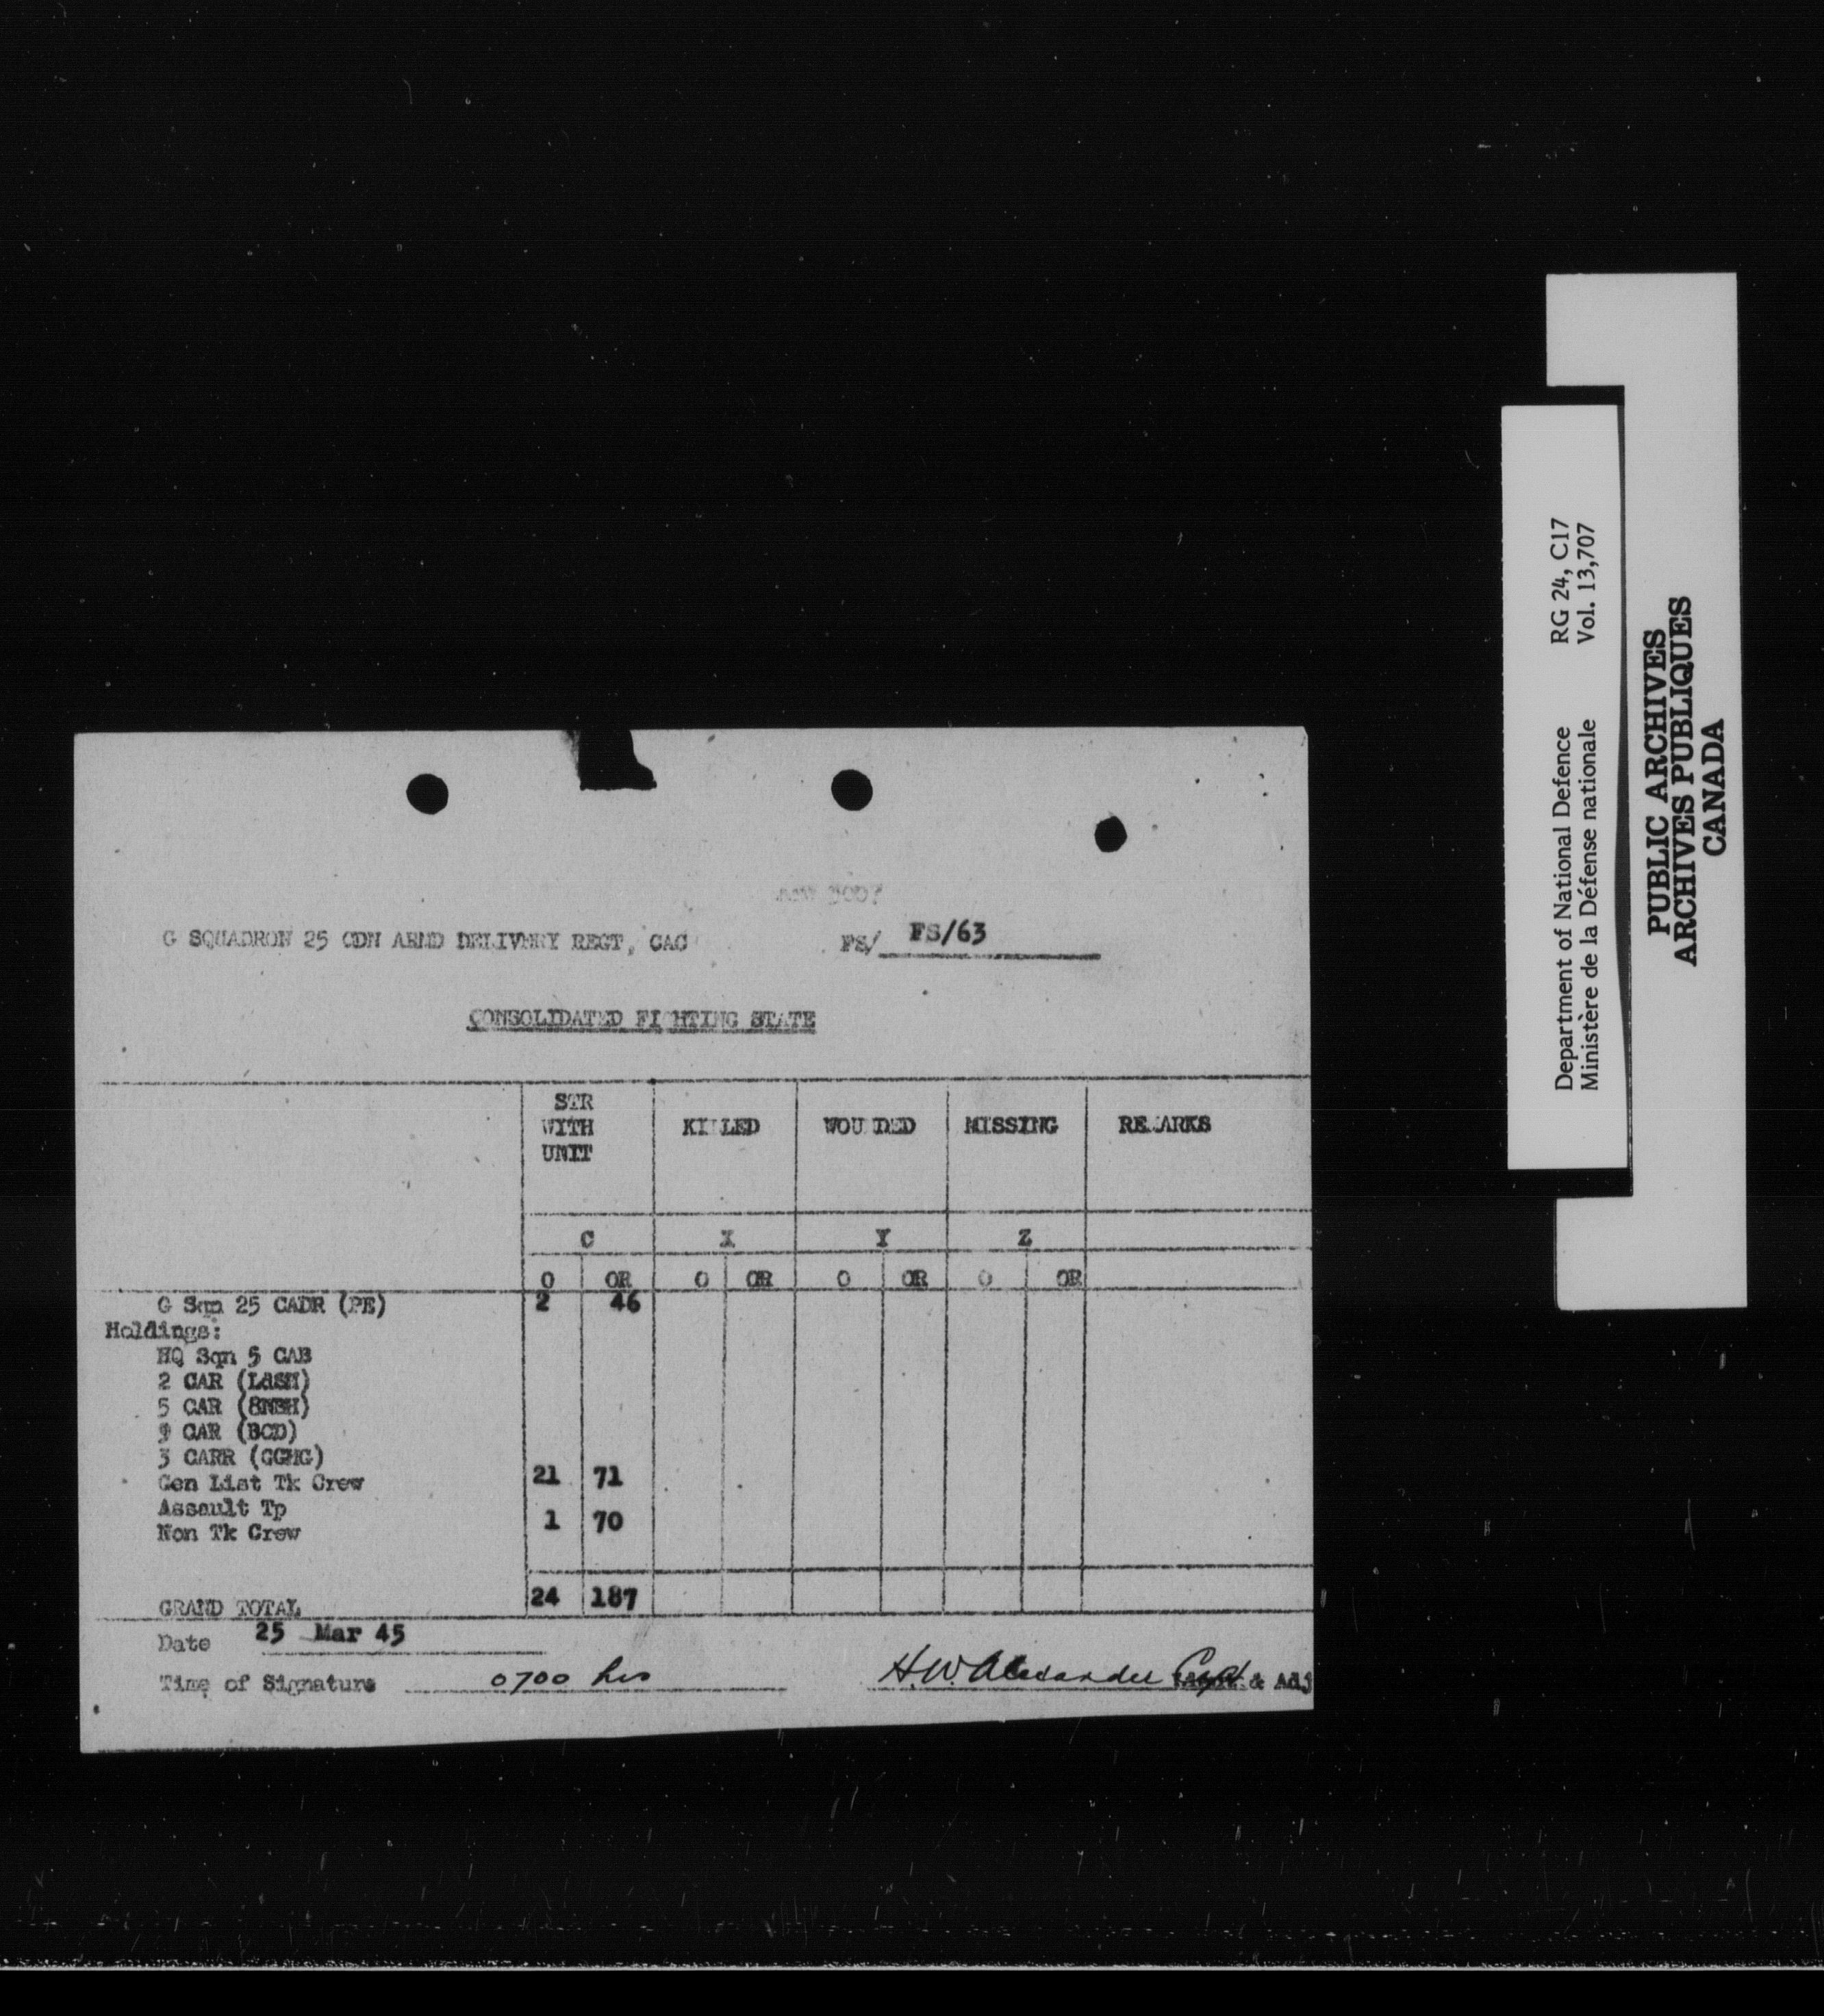 G SQUADRON 25 CDN ARMD DELIVERY REGT, CAC FS/ FS/63
CONSOLIDATED FIGHTING STATE
STR WITH UNIT KILLED WOUNDED MISSING REMARKS
C X Y Z
O OR O OR O OR O OR
G Sqn 25 CADR (PE) 2 46
Holdings:
HQ Sqn 5 CAB
2 CAR (LdSH)
5 CAR (8NBH)
9 CAR (BCD)
3 CARR (GGHG)
Gen List Tk Crew 21 71
Assault Tp
Non Tk Crew 1 70
GRAND TOTAL 24 187
Date 25 Mar 45
Time of Signature 0700 hrs H.W. Alexander Capt & Adj
Department of National Defence RG 24, C17
Ministère de la Défense nationale Vol. 13,707
PUBLIC ARCHIVES
ARCHIVES PUBLIQUES
CANADA